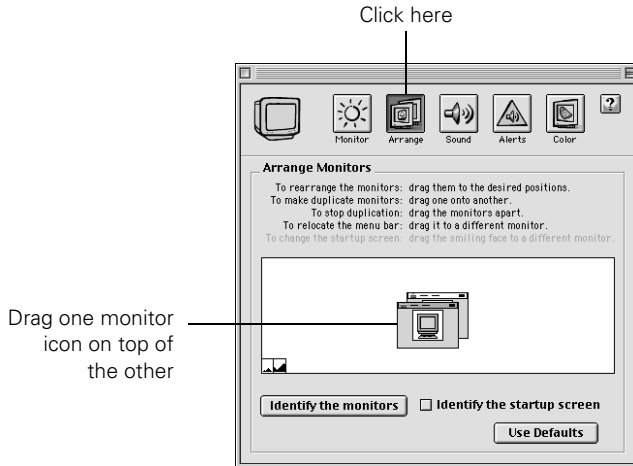 Click here
?
Monitor Arrange Sound Alerts Color
Arrange Monitors
To rearrange the monitors: drag them to the desired positions.
To make duplicate monitors: drag one onto another.
To stop duplication: drag the monitors apart.
To relocate the menu bar: drag it to a different monitor.
To change the startup screen: drag the smiling face to a different monitor.
Drag one monitor
icon on top of
the other
Identify the monitors
Identify the startup screen
Use Defaults